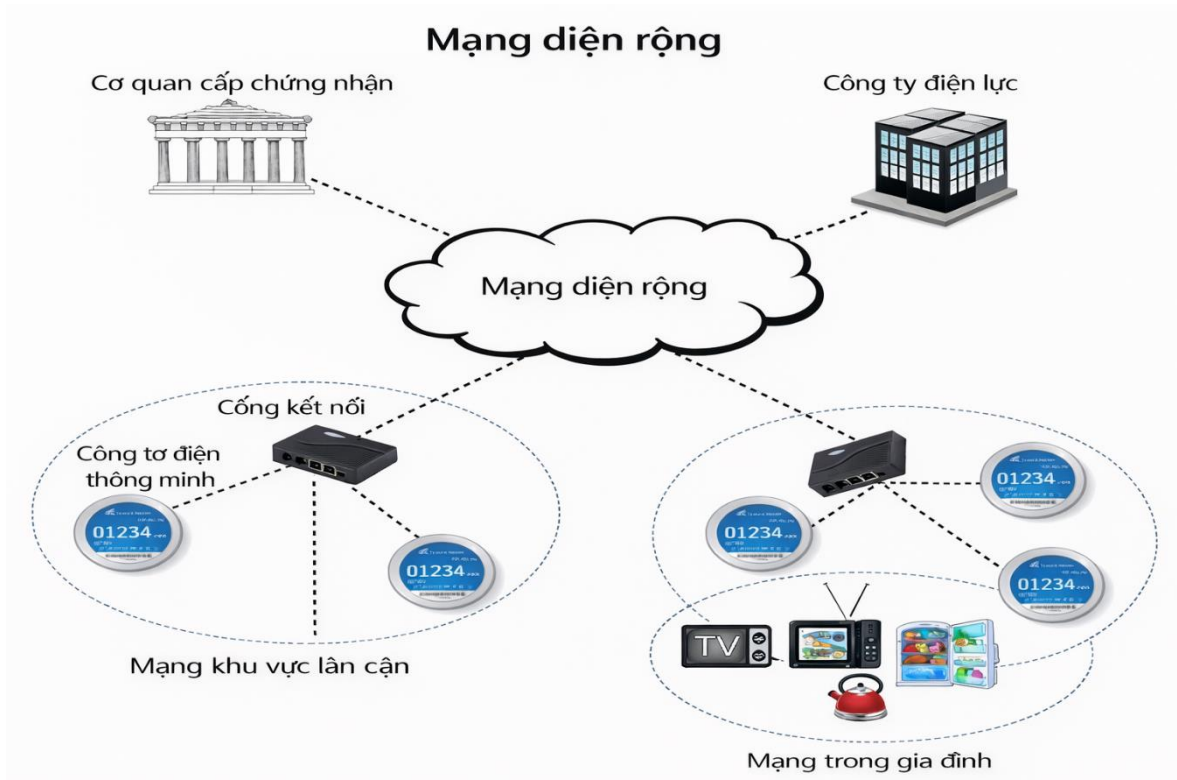 Mạng diện rộng
Cơ quan cấp chứng nhận
Công ty điện lực
Mạng diện rộng
Cống kết nối
Công tơ điện
thông minh
01234
01234
01234
01234
01234
TV
Mạng khu vực lân cận
Mạng trong gia đình